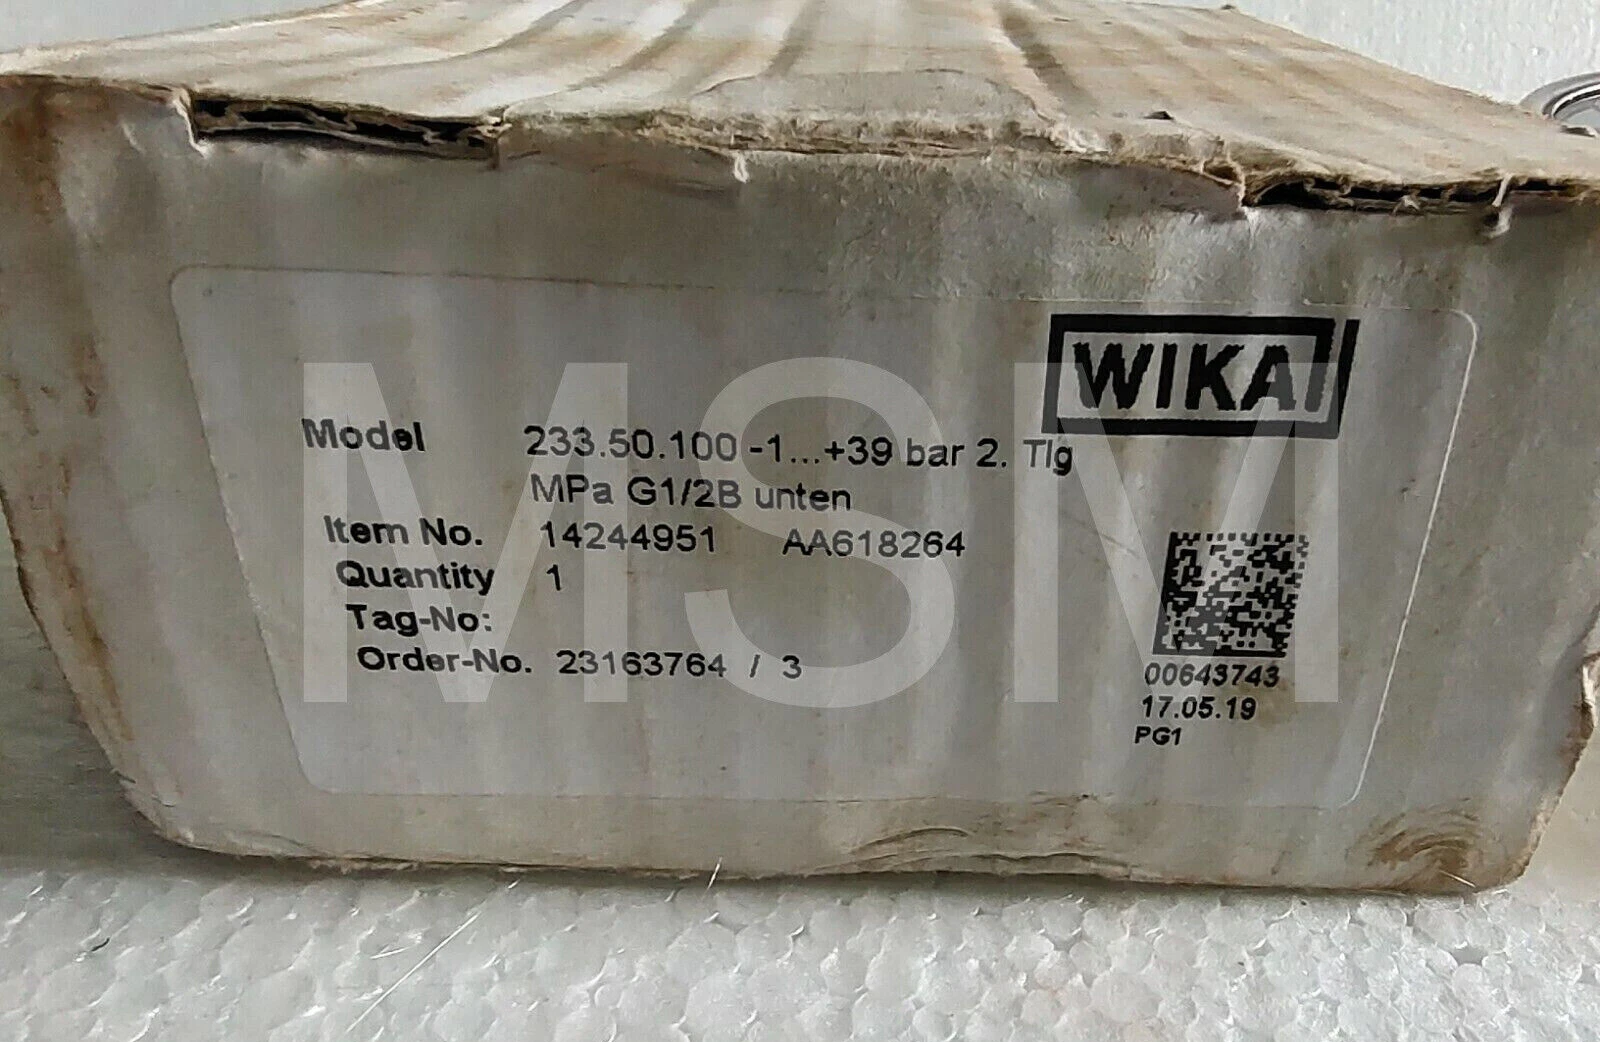 WIKA
Model 233.50.100 -1...+39 bar 2. Tlg
MPa G1/2B unten
Item No. 14244951 AA618264
Quantity 1
Tag-No:
Order-No. 23163764 / 3
00643743
17.05.19
PG1
MSM